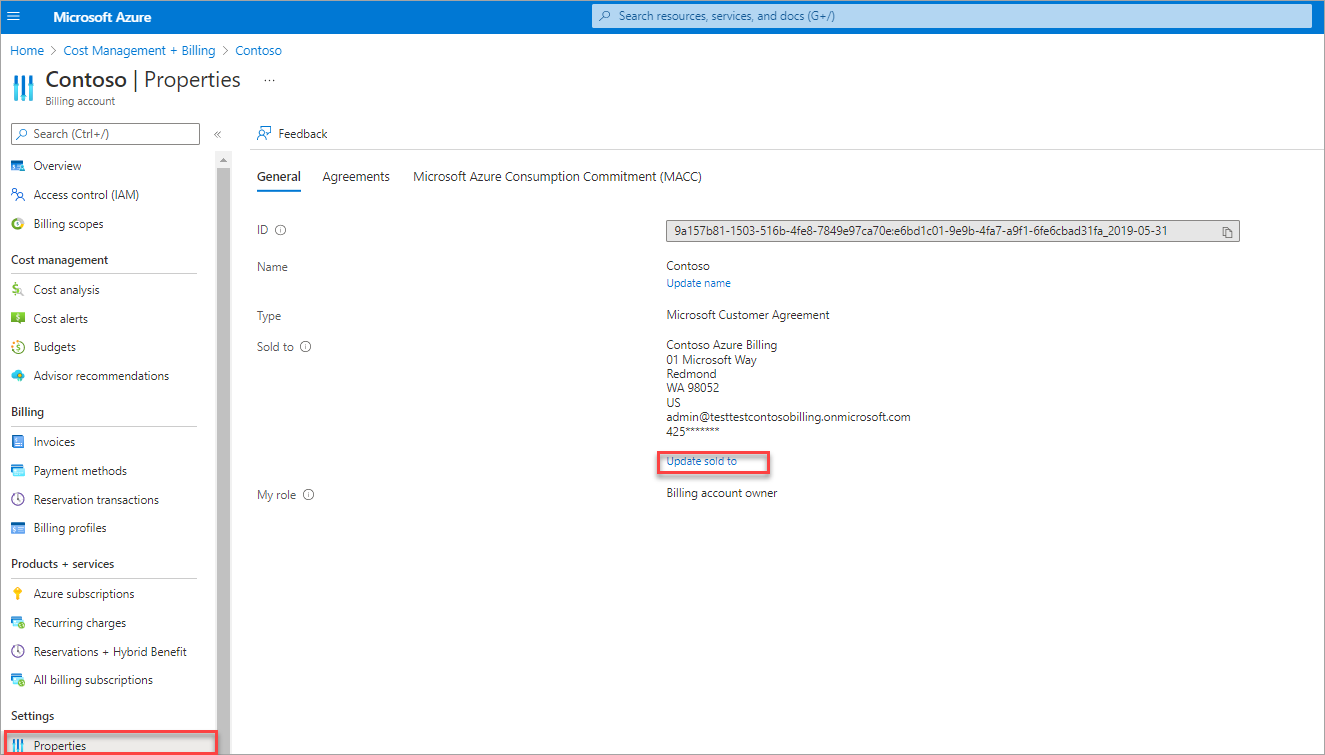 Microsoft Azure
Search resources, services, and docs (G+/)
Home > Cost Management + Billing > Contoso
Contoso | Properties ...
Billing account
Search (Ctrl+/)
«
Overview
Access control (IAM)
Billing scopes
Cost management
Cost analysis
Cost alerts
Budgets
Advisor recommendations
Billing
Invoices
Payment methods
Reservation transactions
Billing profiles
Products + services
Azure subscriptions
Recurring charges
Reservations + Hybrid Benefit
All billing subscriptions
Settings
Properties
Feedback
General Agreements Microsoft Azure Consumption Commitment (MACC)
ID 9a157b81-1503-516b-4fe8-7849e97ca70e:e6bd1c01-9e9b-4fa7-a9f1-6fe6cbad31fa_2019-05-31
Name Contoso
Update name
Type Microsoft Customer Agreement
Sold to Contoso Azure Billing
01 Microsoft Way
Redmond
WA 98052
US
admin@testtestcontosobilling.onmicrosoft.com
425*******
Update sold to
My role Billing account owner